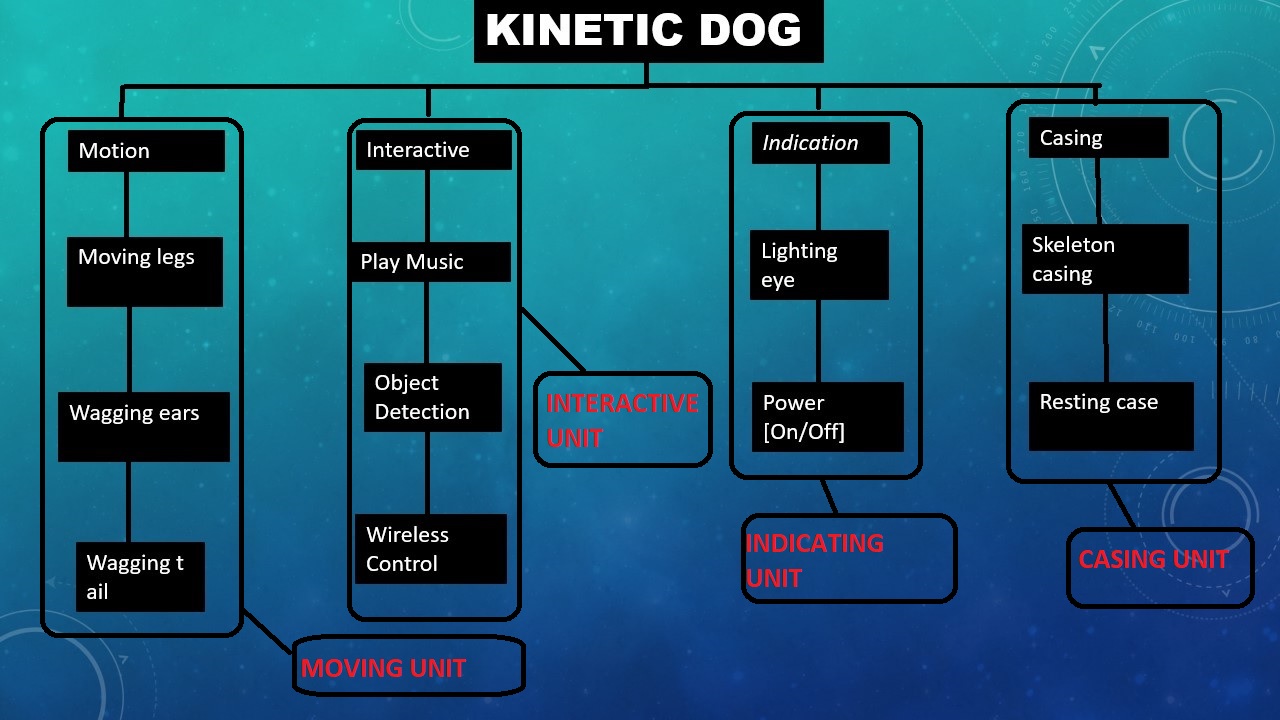 KINETIC DOG
Motion
Moving legs
Wagging ears
Wagging t
ail
MOVING UNIT
Interactive
Play Music
Object
Detection
Wireless
Control
INTERACTIVE
UNIT
Indication
Lighting
eye
Power
[On/Off]
INDICATING
UNIT
Casing
Skeleton
casing
Resting case
CASING UNIT